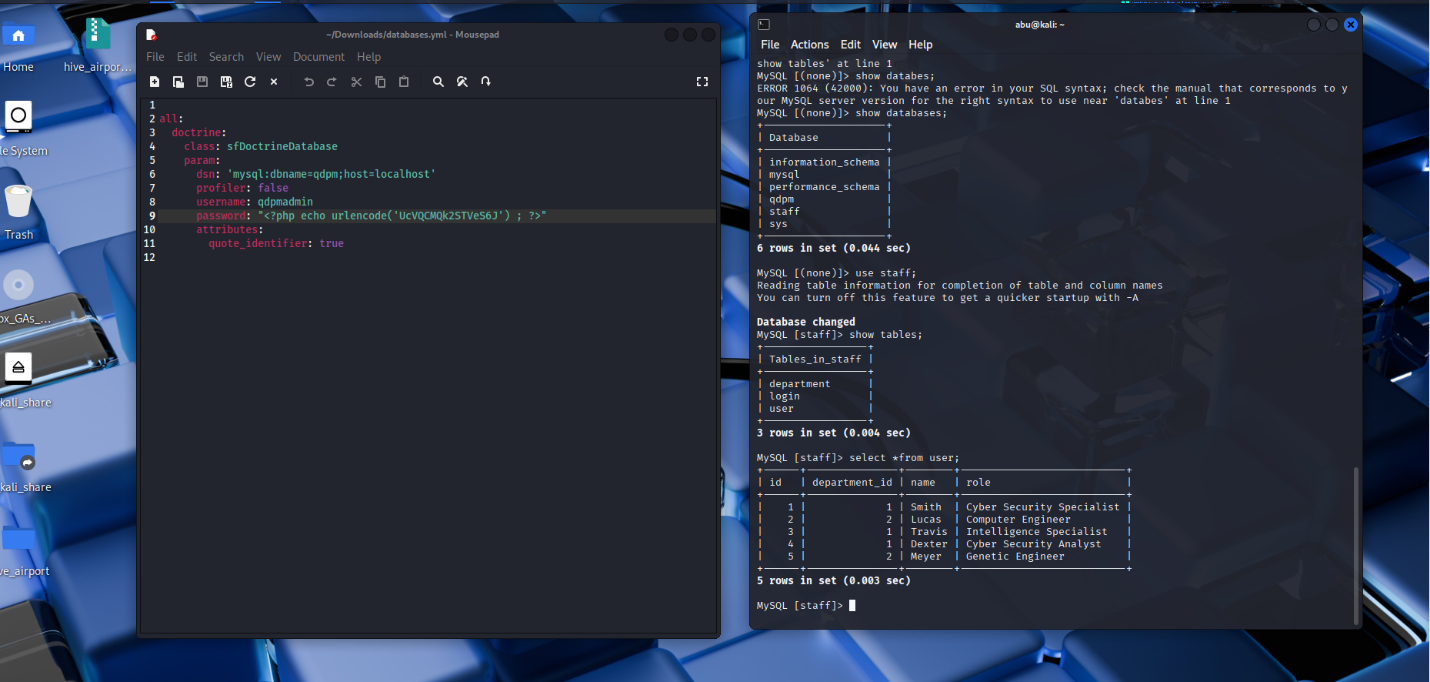 Home
hive_airpor...
le System
Trash
ox_GAs_...
kali_share
kali_share
ve_airport
~/Downloads/databases.yml - Mousepad
File Edit Search View Document Help
1
2 all:
3 doctrine:
4 class: sfDoctrineDatabase
5 param:
6 dsn: 'mysql:dbname=qdpm;host=localhost'
7 profiler: false
8 username: qdpmadmin
9 password: "<?php echo urlencode('UcVQCMQk2STVeS6J') ; ?>"
10 attributes:
11 quote_identifier: true
12
abu@kali: ~
File Actions Edit View Help
show tables' at line 1
MySQL [(none)]> show databes;
ERROR 1064 (42000): You have an error in your SQL syntax; check the manual that corresponds to y
our MySQL server version for the right syntax to use near 'databes' at line 1
MySQL [(none)]> show databases;
| Database |
| information_schema |
| mysql |
| performance_schema |
| qdpm |
| staff |
| sys |
6 rows in set (0.044 sec)
MySQL [(none)]> use staff;
Reading table information for completion of table and column names
You can turn off this feature to get a quicker startup with -A
Database changed
MySQL [staff]> show tables;
| Tables_in_staff |
| department |
| login |
| user |
3 rows in set (0.004 sec)
MySQL [staff]> select *from user;
| id | department_id | name | role |
| 1 | 1 | Smith | Cyber Security Specialist |
| 2 | 2 | Lucas | Computer Engineer |
| 3 | 1 | Travis | Intelligence Specialist |
| 4 | 1 | Dexter | Cyber Security Analyst |
| 5 | 2 | Meyer | Genetic Engineer |
5 rows in set (0.003 sec)
MySQL [staff]>